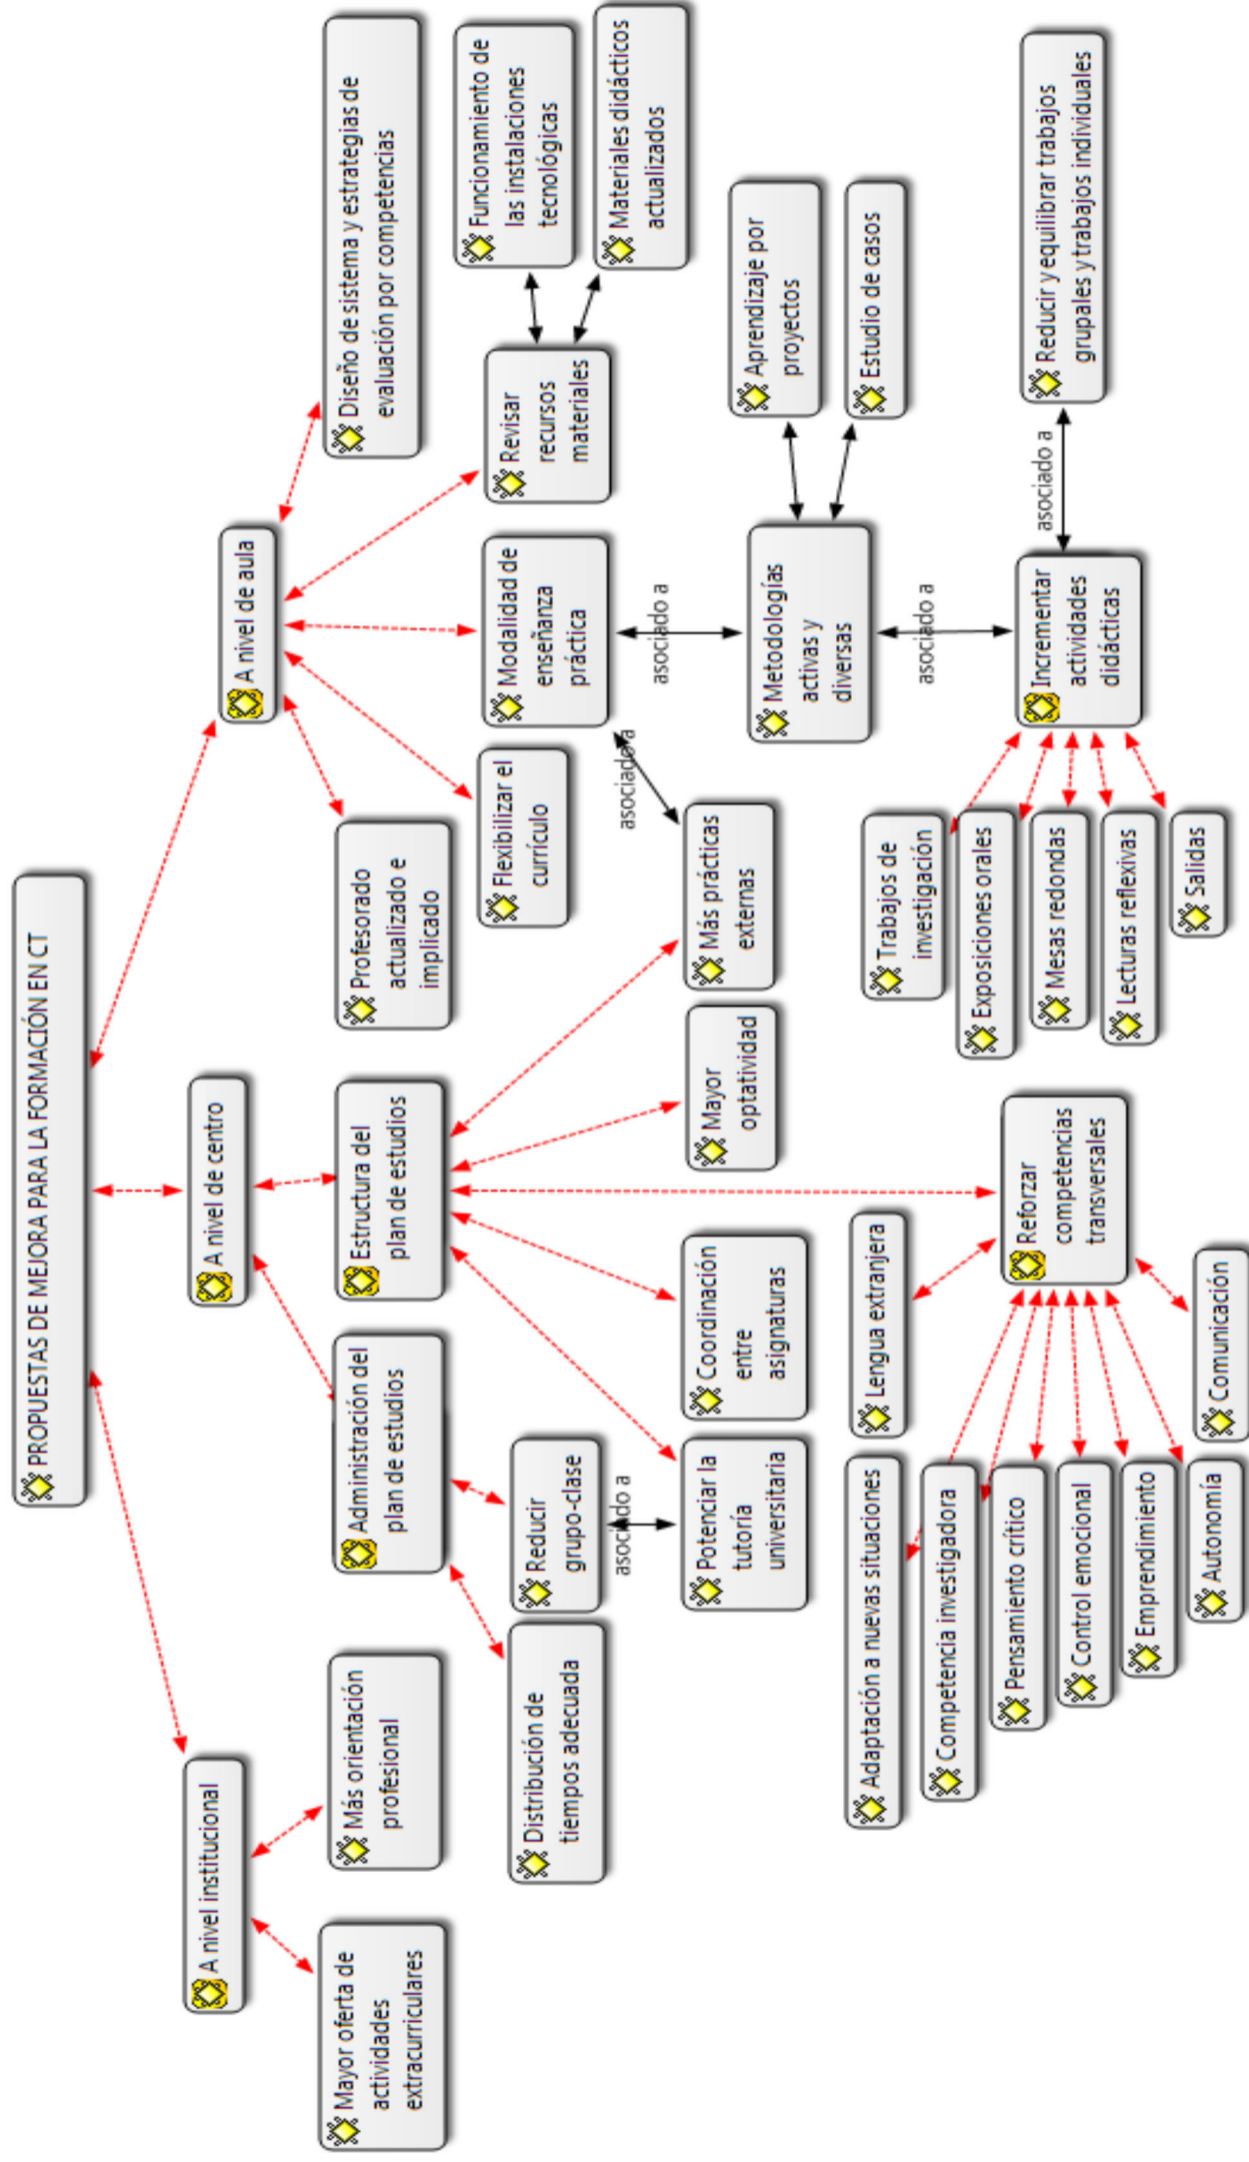 PROPUESTAS DE MEJORA PARA LA FORMACIÓN EN CT
A nivel institucional
A nivel de centro
A nivel de aula
Mayor oferta de
actividades
extracurriculares
Más orientación
profesional
Administración del
plan de estudios
Estructura del
plan de estudios
Profesorado
actualizado e
implicado
Flexibilizar el
currículo
Modalidad de
enseñanza
práctica
Revisar
recursos
materiales
Diseño de sistema y estrategias de
evaluación por competencias
Funcionamiento de
las instalaciones
tecnológicas
Materiales didácticos
actualizados
Distribución de
tiempos adecuada
Reducir
grupo-clase
asociado a
Potenciar la
tutoría
universitaria
Coordinación
entre
asignaturas
Mayor
optatividad
Más prácticas
externas
asociado a
asociado a
Metodologías
activas y
diversas
Aprendizaje por
proyectos
Estudio de casos
asociado a
Adaptación a nuevas situaciones
Lengua extranjera
Competencia investigadora
Pensamiento crítico
Control emocional
Emprendimiento
Autonomía
Comunicación
Reforzar
competencias
transversales
Trabajos de
investigación
Exposiciones orales
Mesas redondas
Lecturas reflexivas
Salidas
Incrementar
actividades
didácticas
asociado a
Reducir y equilibrar trabajos
grupales y trabajos individuales